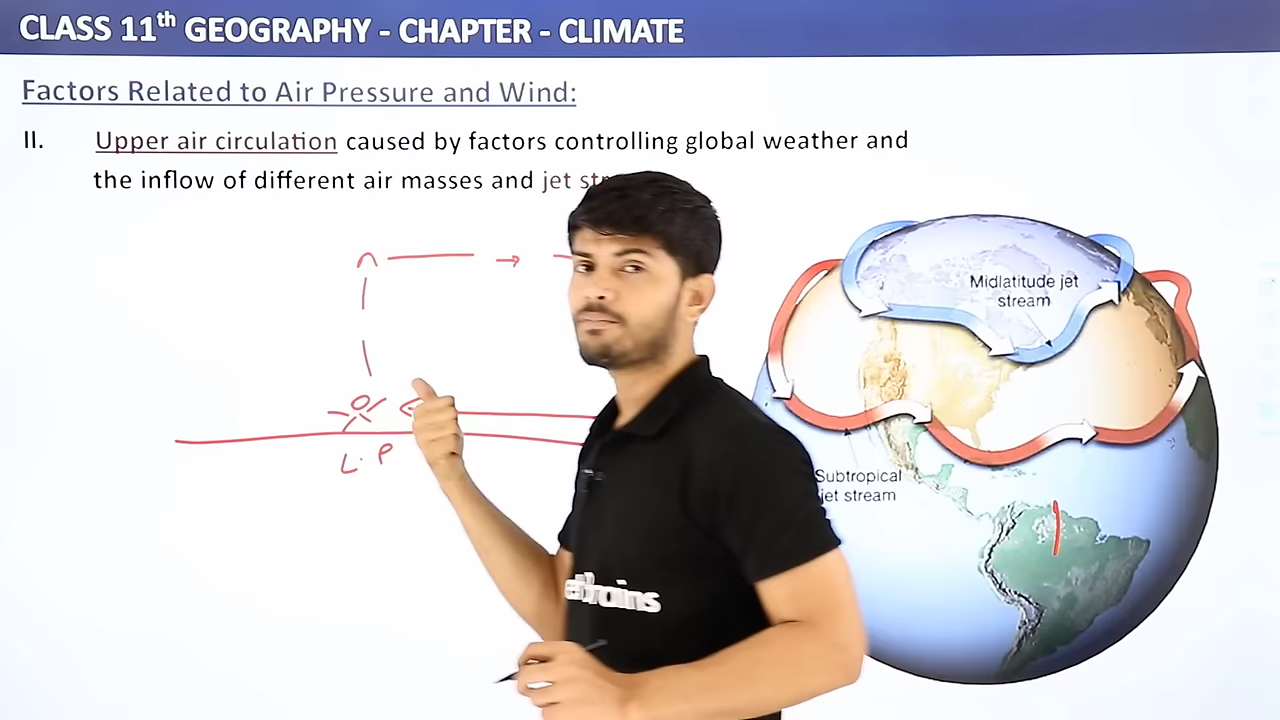 CLASS 11th GEOGRAPHY - CHAPTER - CLIMATE
Factors Related to Air Pressure and Wind:
II. Upper air circulation caused by factors controlling global weather and
the inflow of different air masses and jet
Midlatitude jet
stream
L.P
Subtropical
jet stream